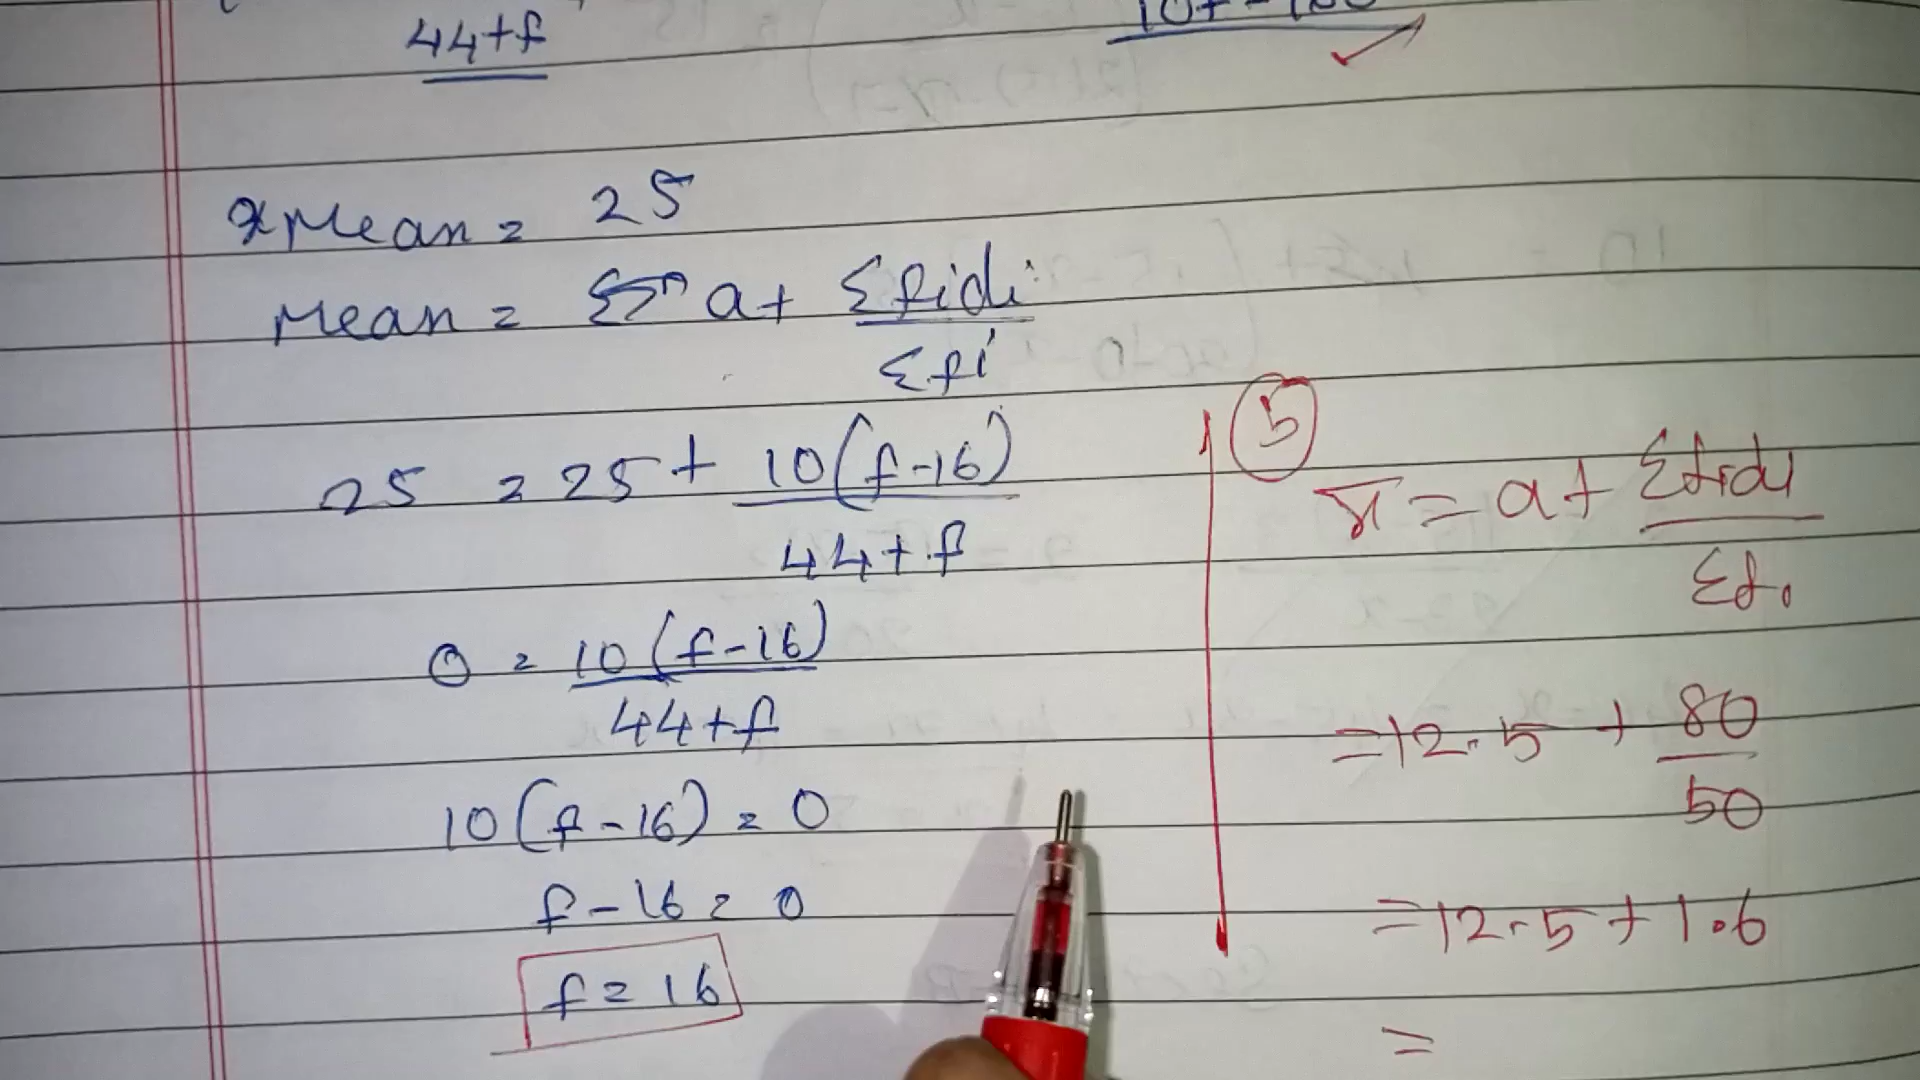 44+f
x Mean = 25
Mean = a + Σfidi
Σfi
25 = 25 + 10(f-16)
44+f
0 = 10(f-16)
44+f
10(f-16) = 0
f-16 = 0
f = 16
5
x̄ = a + Σfidi
Σfi
= 12.5 + 80
50
= 12.5 + 1.6
=